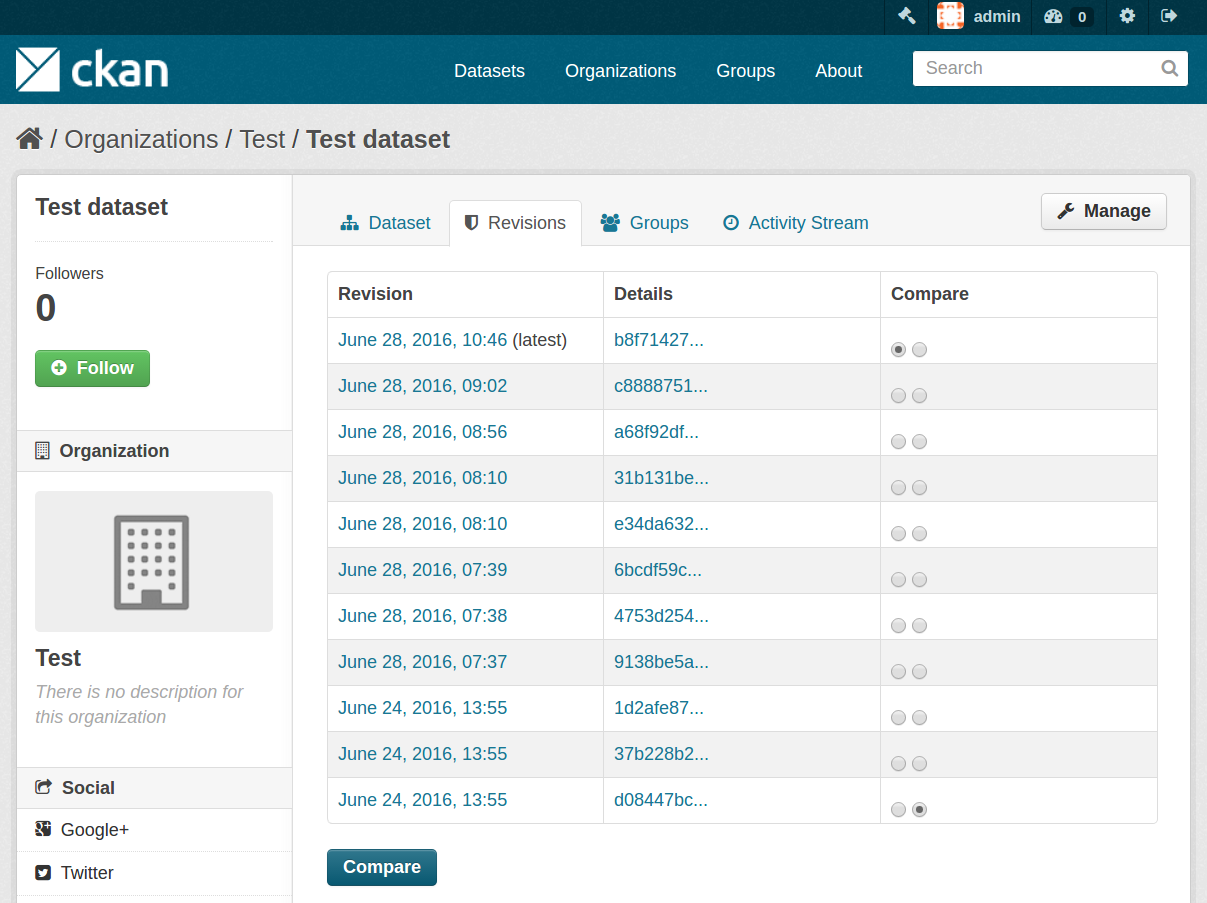 admin 0
ckan Datasets Organizations Groups About Search
/ Organizations / Test / Test dataset
Test dataset
Followers
0
Follow
Organization
Test
There is no description for
this organization
Social
Google+
Twitter
Dataset Revisions Groups Activity Stream Manage
Revision Details Compare
June 28, 2016, 10:46 (latest) b8f71427...
June 28, 2016, 09:02 c8888751...
June 28, 2016, 08:56 a68f92df...
June 28, 2016, 08:10 31b131be...
June 28, 2016, 08:10 e34da632...
June 28, 2016, 07:39 6bcdf59c...
June 28, 2016, 07:38 4753d254...
June 28, 2016, 07:37 9138be5a...
June 24, 2016, 13:55 1d2afe87...
June 24, 2016, 13:55 37b228b2...
June 24, 2016, 13:55 d08447bc...
Compare